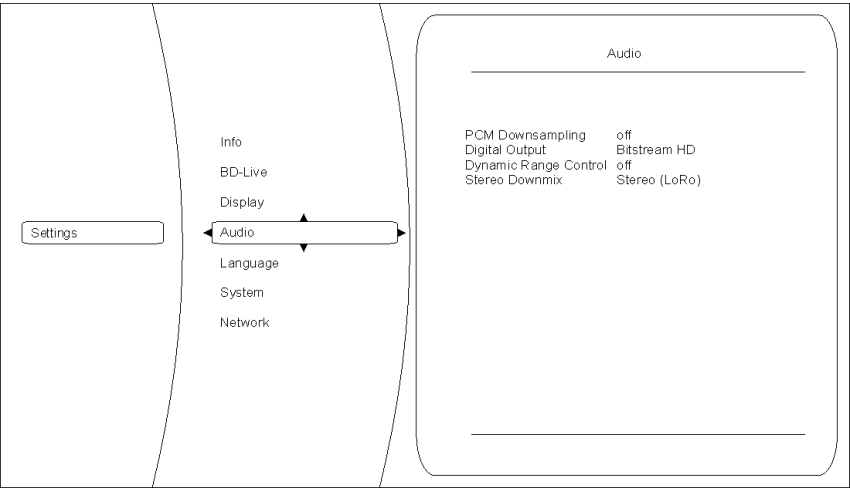 Settings
Info
BD-Live
Display
Audio
Language
System
Network
Audio
PCM Downsampling off
Digital Output Bitstream HD
Dynamic Range Control off
Stereo Downmix Stereo (LoRo)